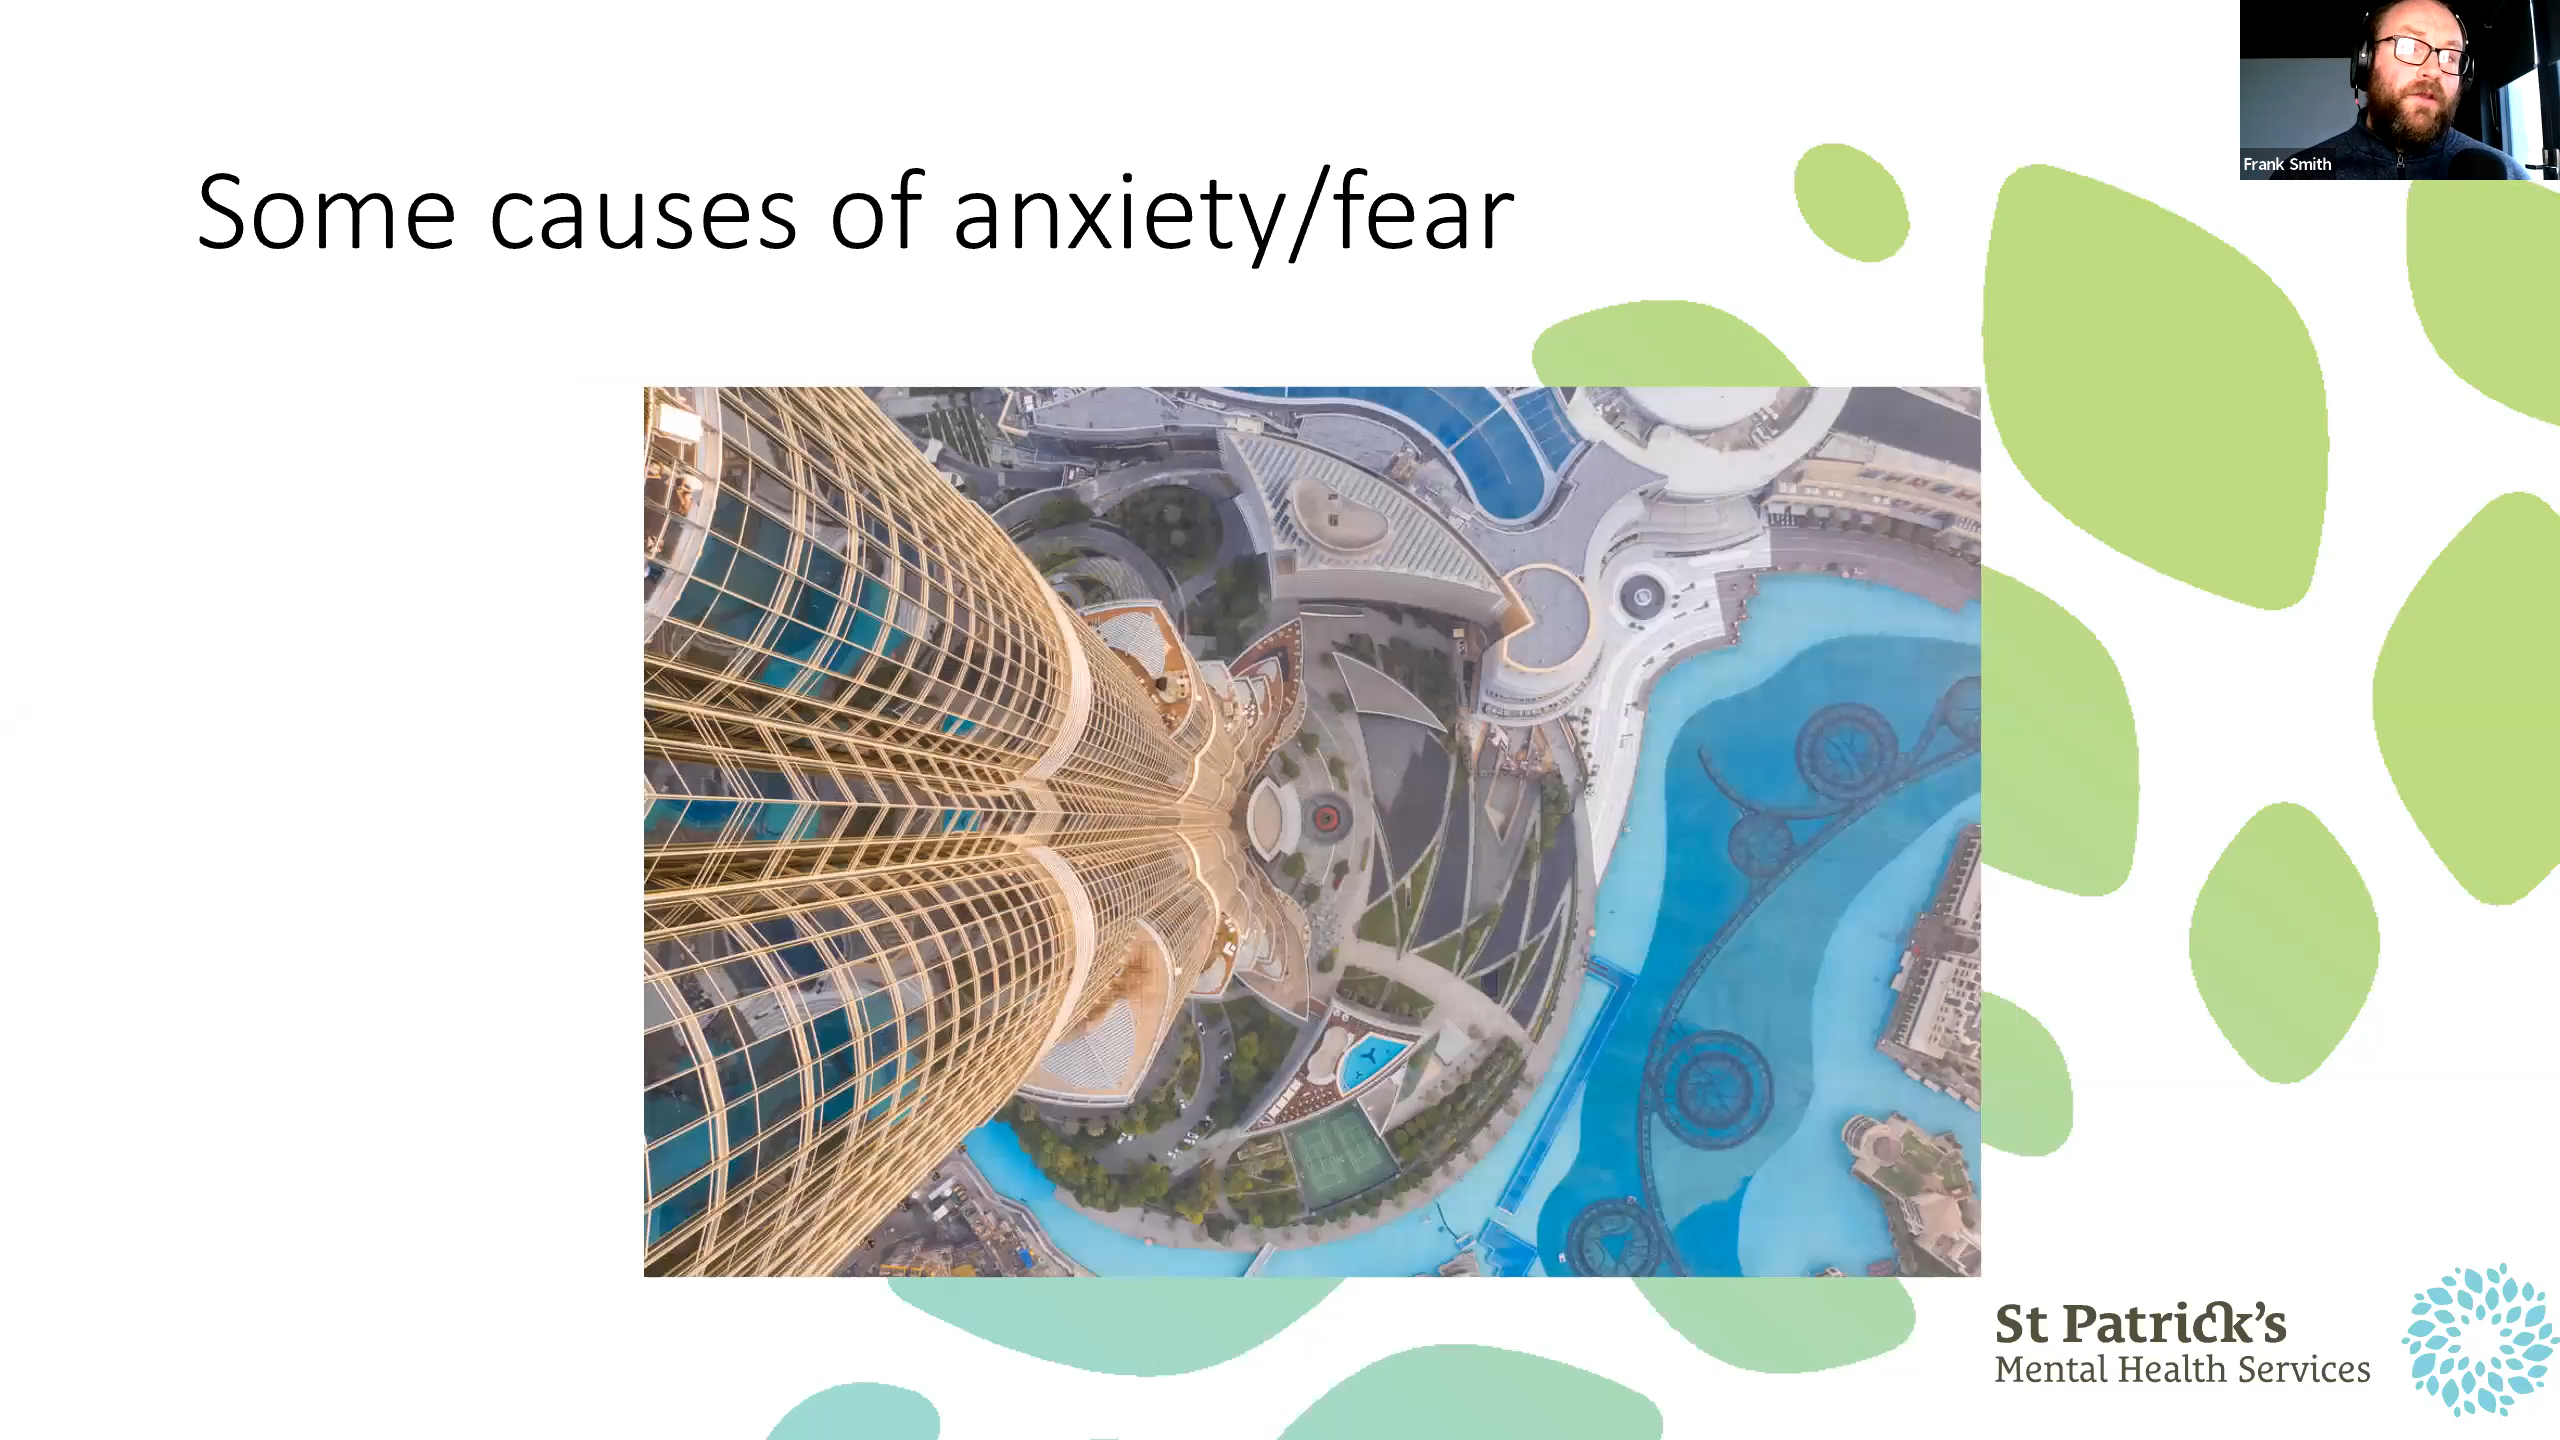 Some causes of anxiety/fear
Frank Smith
St Patrick's
Mental Health Services